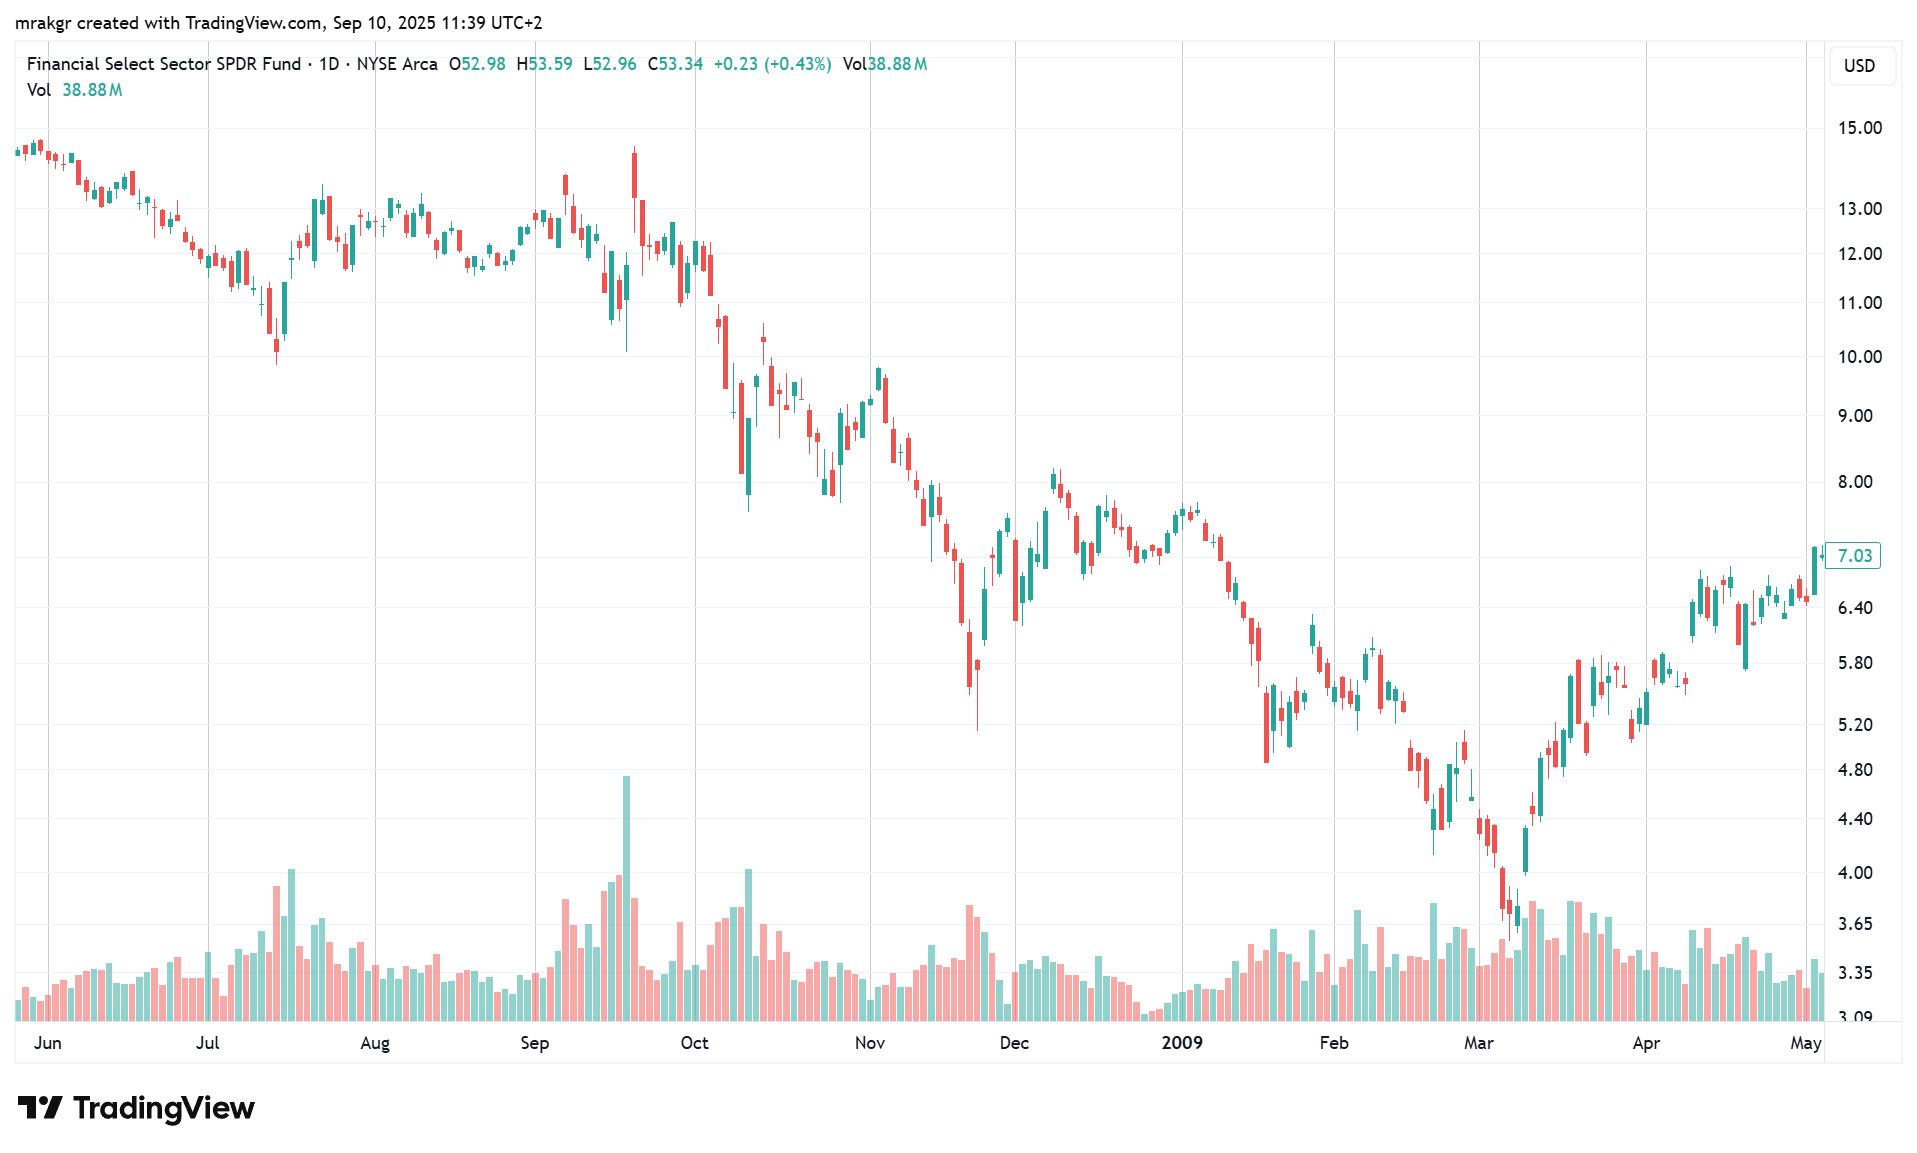 mrakgr created with TradingView.com, Sep 10, 2025 11:39 UTC+2
Financial Select Sector SPDR Fund · 1D · NYSE Arca O52.98 H53.59 L52.96 C53.34 +0.23 (+0.43%) Vol38.88M
Vol 38.88M
USD
15.00
13.00
12.00
11.00
10.00
9.00
8.00
7.03
6.40
5.80
5.20
4.80
4.40
4.00
3.65
3.35
3.09
Jun Jul Aug Sep Oct Nov Dec 2009 Feb Mar Apr May
TradingView